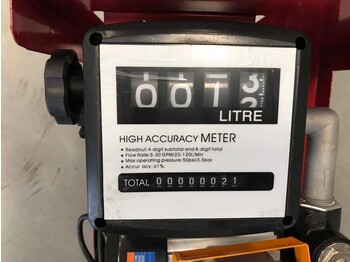 001
LITRE
HIGH ACCURACY METER
• Readout:4-digit subtotal and 8-digit total
• Flow Rate:5-30 GPM/20-120L/Min
• Max operating pressure:50psi/3.5bar
• Accuracy:±1%
TOTAL 00000021